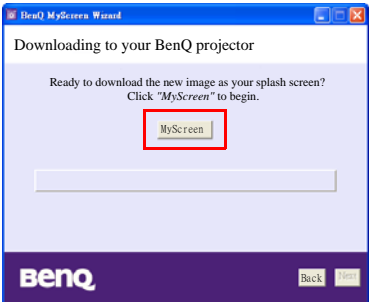 BenQ MyScreen Wizard
Downloading to your BenQ projector
Ready to download the new image as your splash screen?
Click "MyScreen" to begin.
MyScreen
BenQ
Back Next